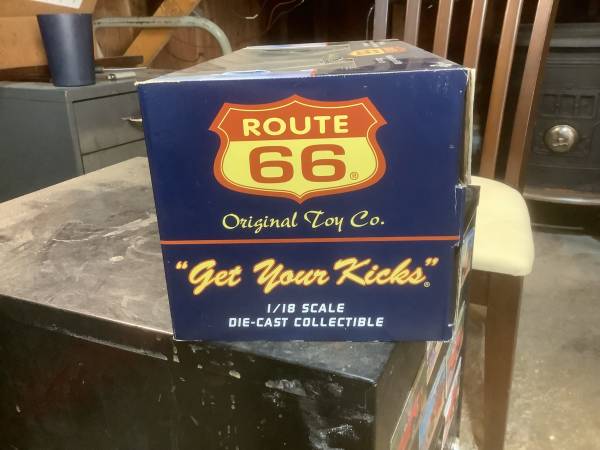 ROUTE
66®
Original Toy Co.
"Get Your Kicks"®
1/18 SCALE
DIE-CAST COLLECTIBLE